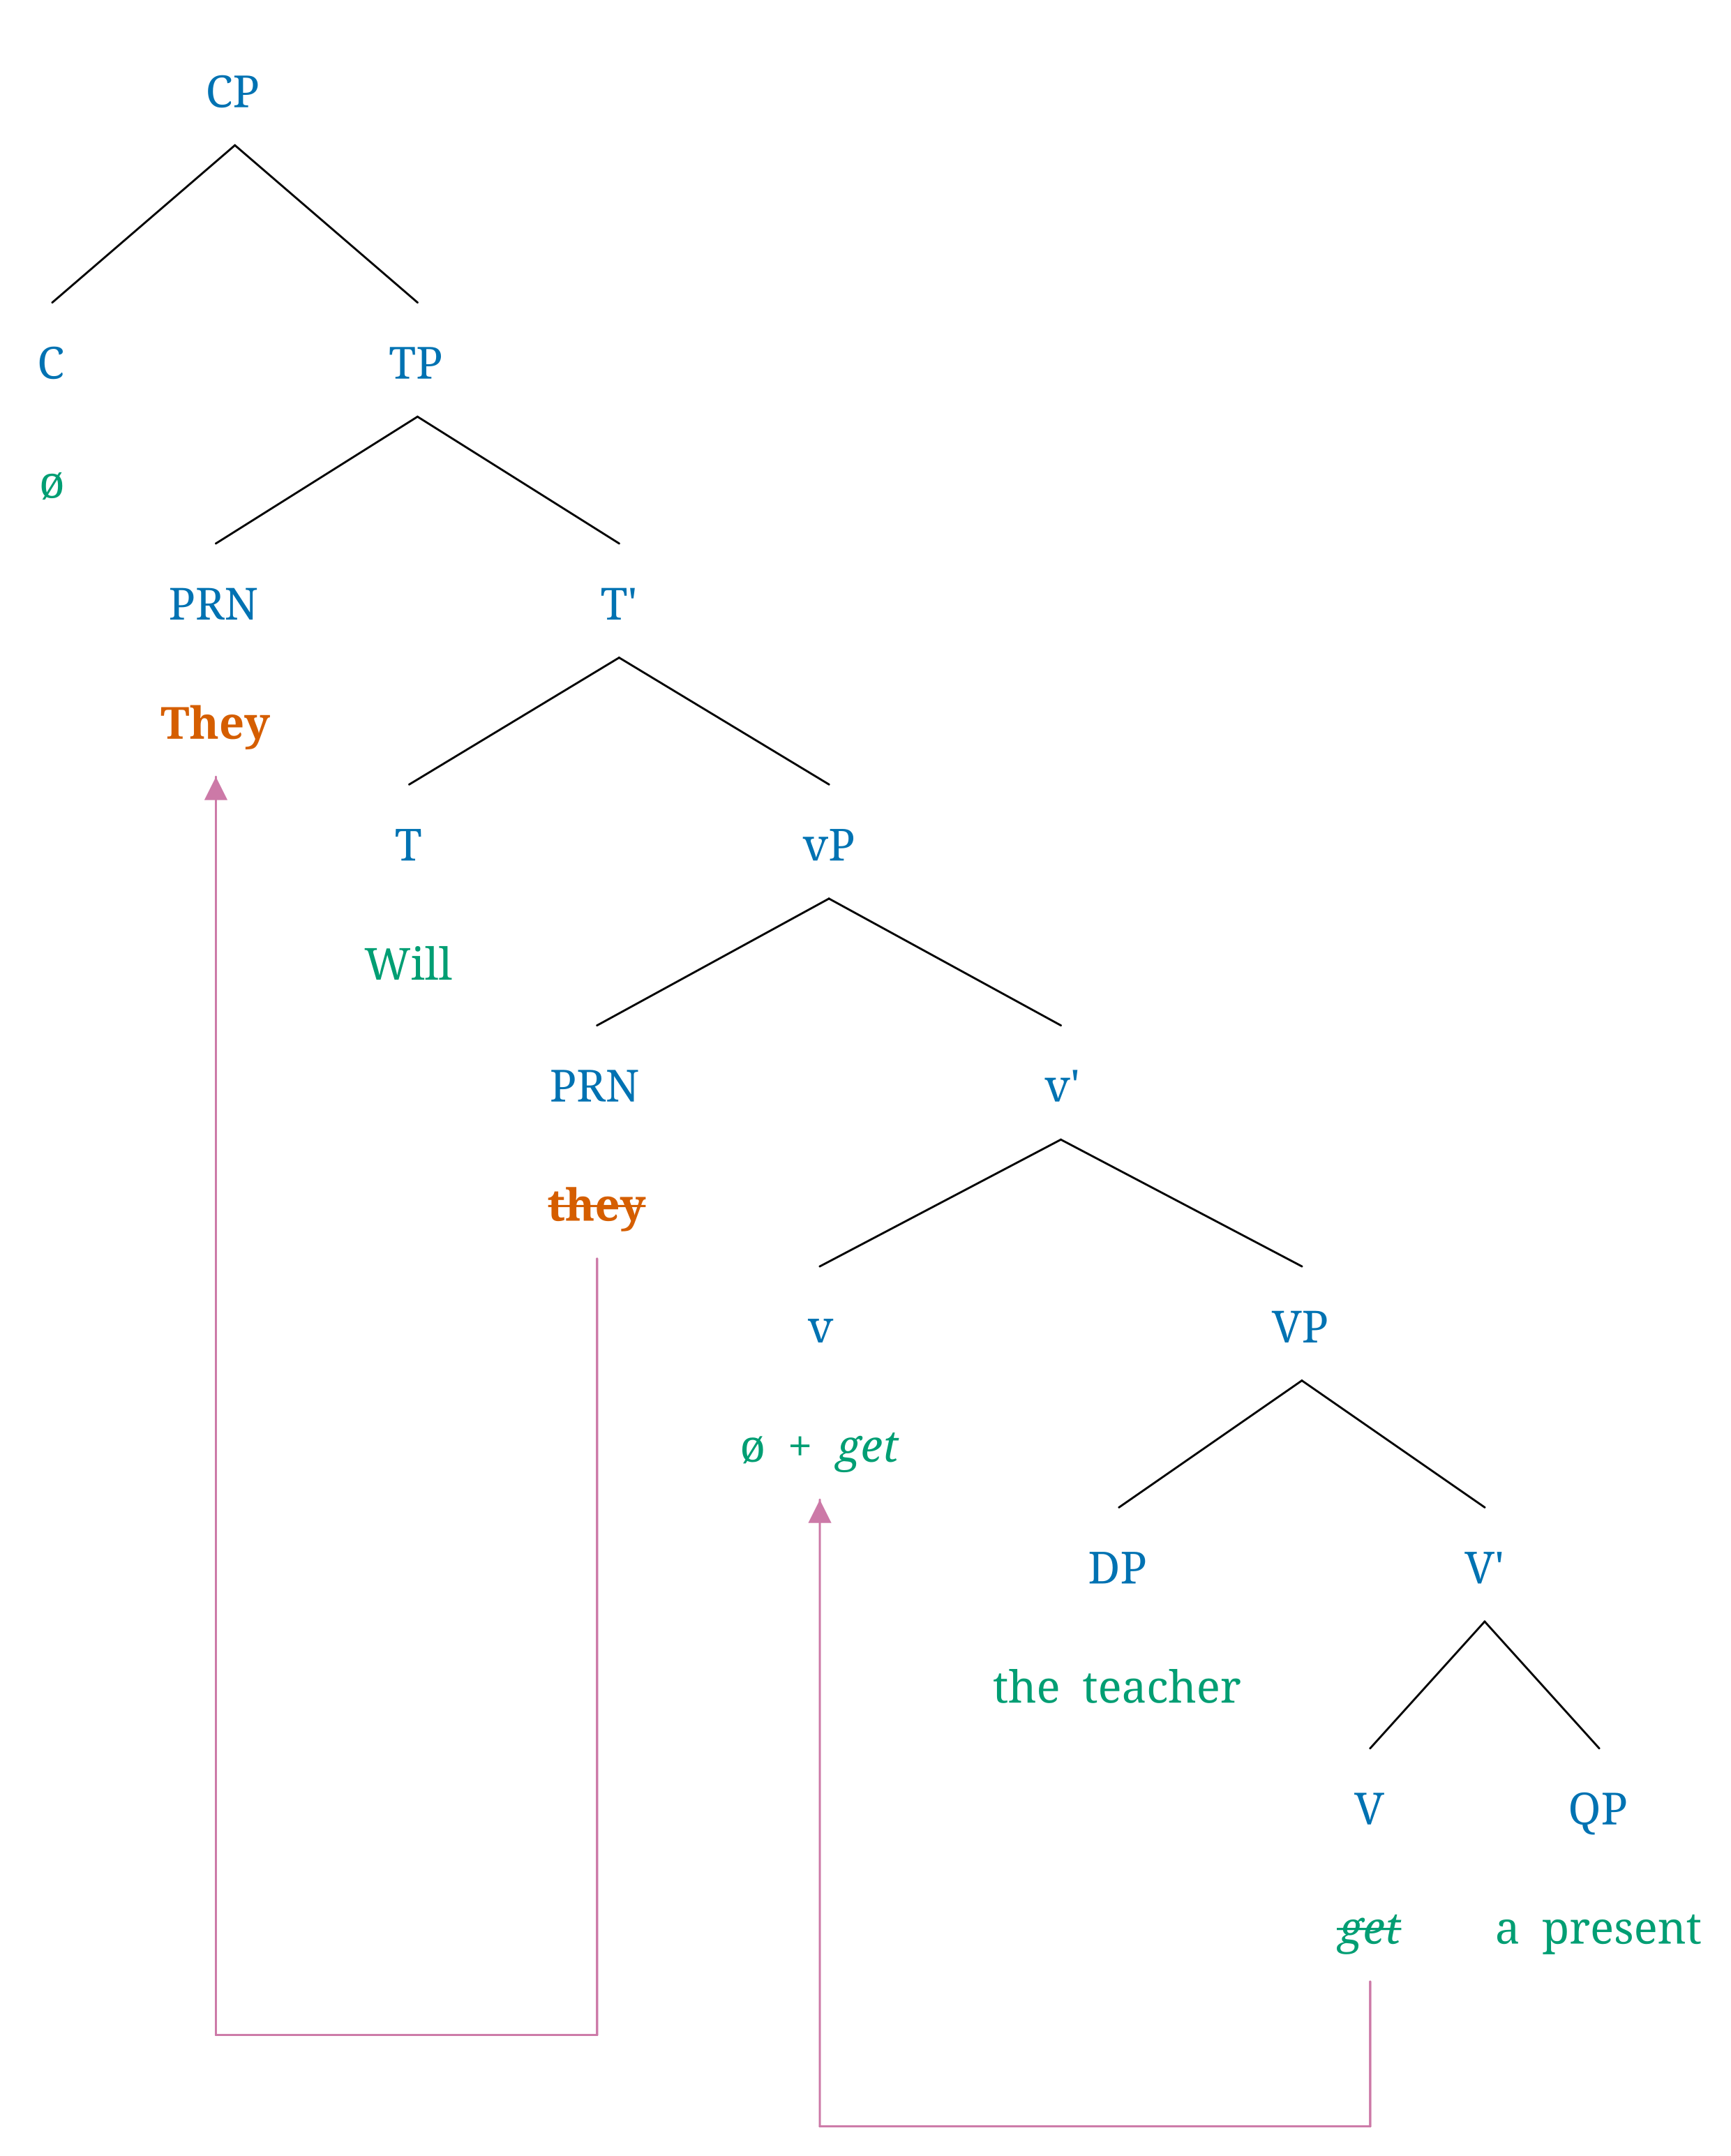 CP
C TP
ø
PRN T'
They
T vP
Will
PRN v'
they
v VP
ø + get
DP V'
the teacher
V QP
get a present